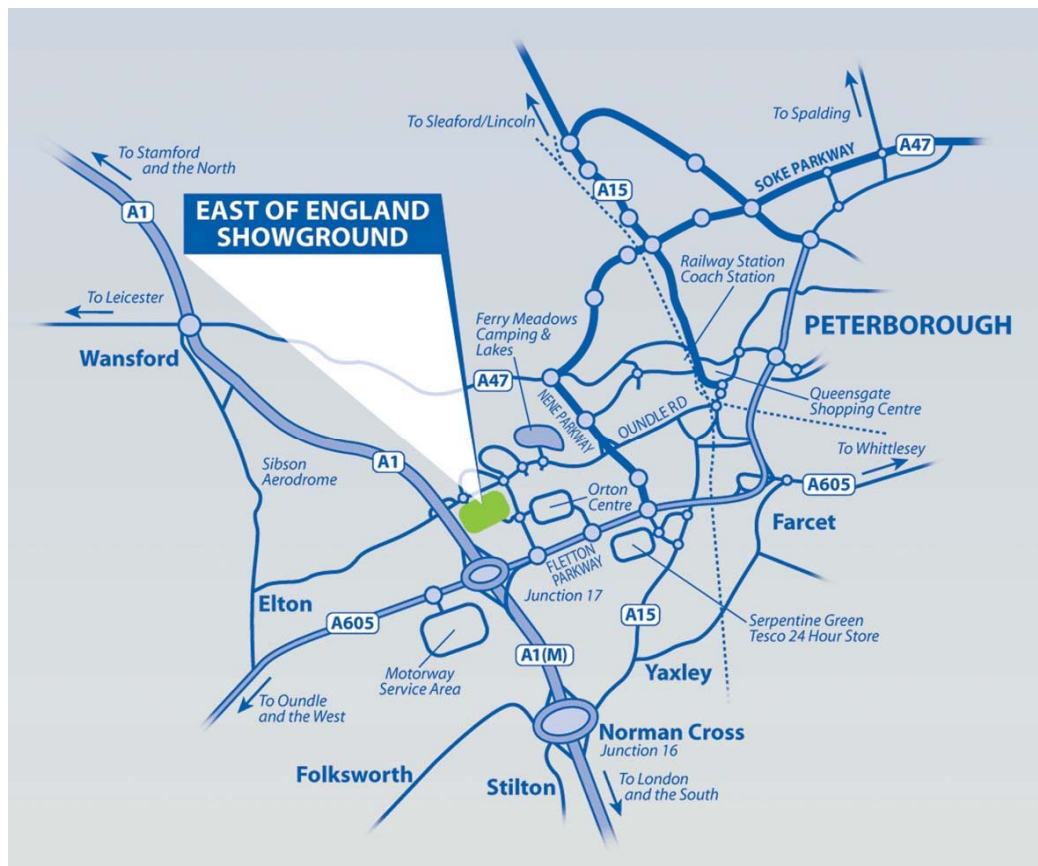 To Sleaford/Lincoln
To Spalding
A47
SOKE PARKWAY
To Stamford
and the North
A15
A1
EAST OF ENGLAND
SHOWGROUND
Railway Station
Coach Station
To Leicester
Ferry Meadows
Camping &
Lakes
PETERBOROUGH
Wansford
A47
NENE PARKWAY
OUNDLE RD
Queensgate
Shopping Centre
To Whittlesey
A1
Sibson
Aerodrome
Orton
Centre
A605
Farcet
FLETTON
PARKWAY
Junction 17
Elton
A605
A15
Serpentine Green
Tesco 24 Hour Store
A1(M)
Motorway
Service Area
Yaxley
To Oundle
and the West
Norman Cross
Junction 16
Folksworth
Stilton
To London
and the South